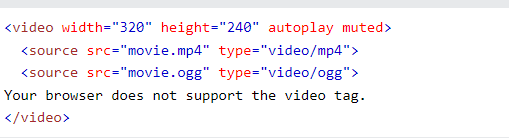 <video width="320" height="240" autoplay muted>
  <source src="movie.mp4" type="video/mp4">
  <source src="movie.ogg" type="video/ogg">
Your browser does not support the video tag.
</video>